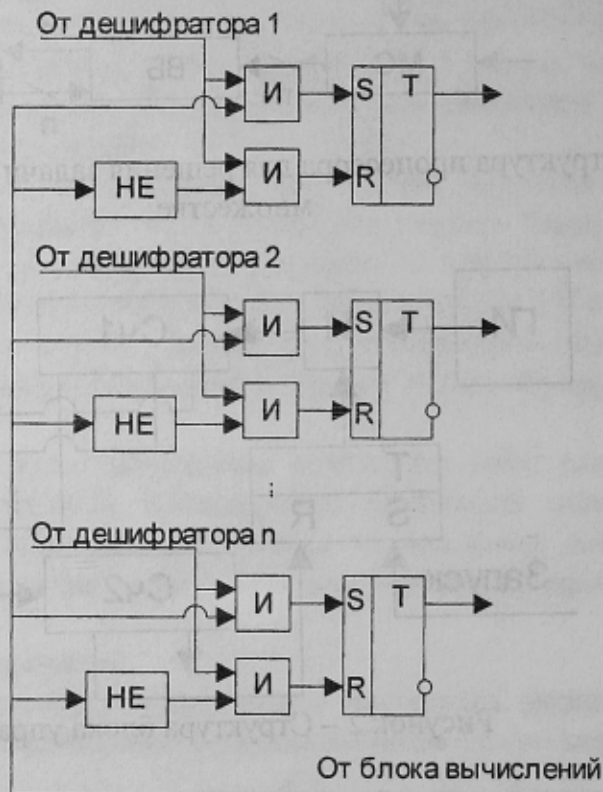 От дешифратора 1
И
S T
НЕ
И
R
От дешифратора 2
И
S T
НЕ
И
R
От дешифратора n
И
S T
НЕ
И
R
От блока вычислений